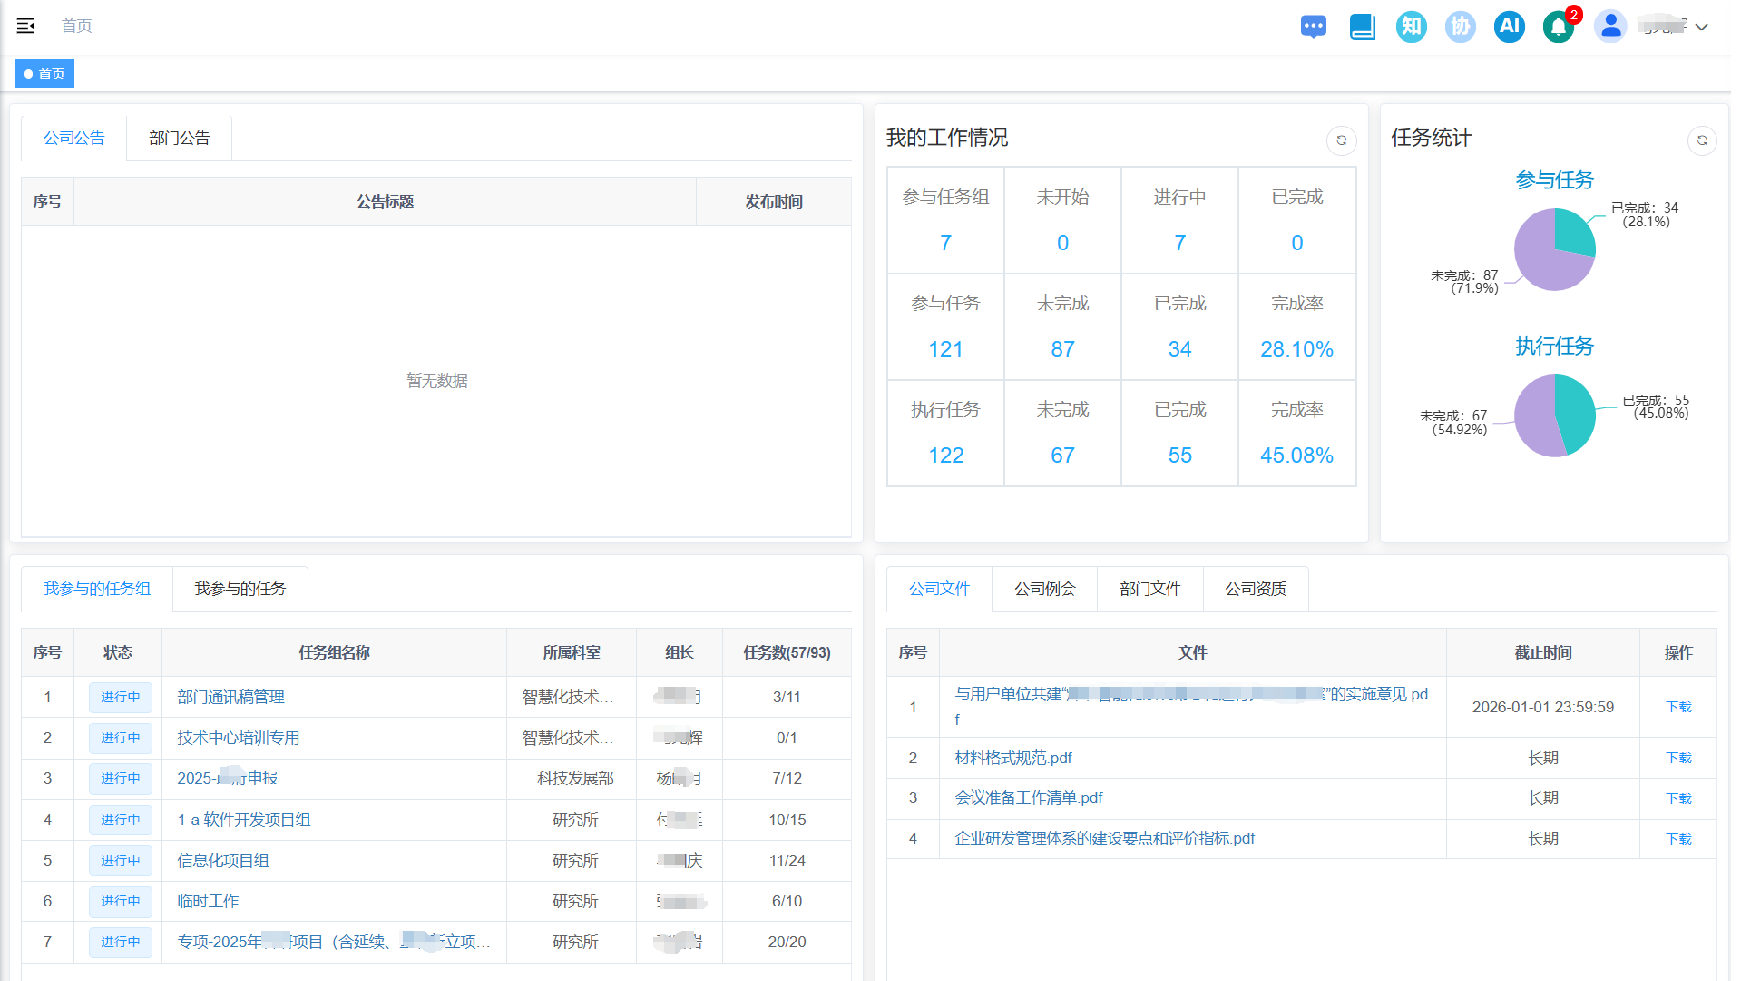 首页
知
协
AI
2
首页
公司公告
部门公告
序号
公告标题
发布时间
暂无数据
我的工作情况
参与任务组
未开始
进行中
已完成
7
0
7
0
参与任务
未完成
已完成
完成率
121
87
34
28.10%
执行任务
未完成
已完成
完成率
122
67
55
45.08%
任务统计
参与任务
已完成：34
(28.1%)
未完成：87
(71.9%)
执行任务
已完成：55
(45.08%)
未完成：67
(54.92%)
我参与的任务组
我参与的任务
序号
状态
任务组名称
所属科室
组长
任务数(57/93)
1
进行中
部门通讯稿管理
智慧化技术...
3/11
2
进行中
技术中心培训专用
智慧化技术...
辉
0/1
3
进行中
2025-
申报
科技发展部
杨
7/12
4
进行中
1 a 软件开发项目组
研究所
10/15
5
进行中
信息化项目组
研究所
庆
11/24
6
进行中
临时工作
研究所
6/10
7
进行中
专项-2025年
项目（含延续、
立项...
研究所
20/20
公司文件
公司例会
部门文件
公司资质
序号
文件
截止时间
操作
1
与用户单位共建“
”的实施意见.pd
f
2026-01-01 23:59:59
下载
2
材料格式规范.pdf
长期
下载
3
会议准备工作清单.pdf
长期
下载
4
企业研发管理体系的建设要点和评价指标.pdf
长期
下载